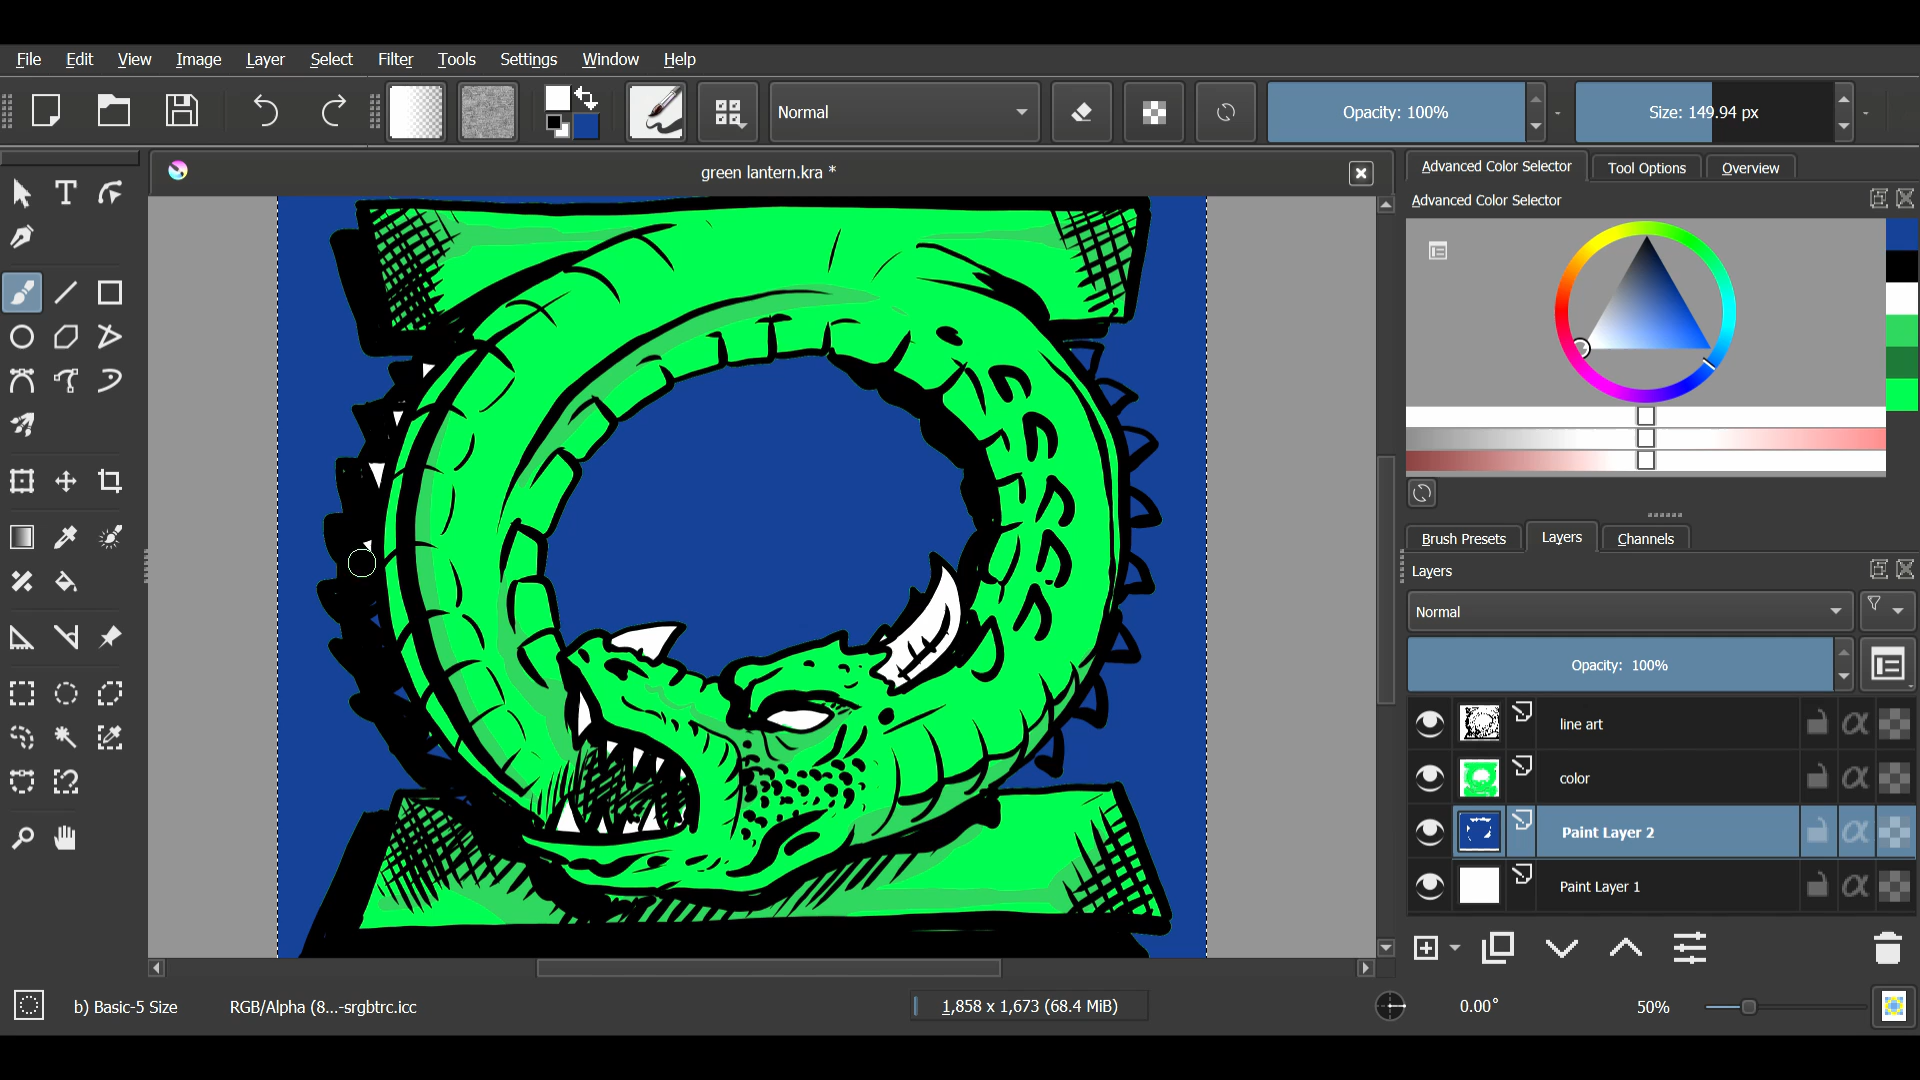 File Edit View Image Layer Select Filter Tools Settings Window Help
Normal Opacity: 100% Size: 149.94 px
green lantern.kra *
Advanced Color Selector Tool Options Overview
Advanced Color Selector
Brush Presets Layers Channels
Layers
Normal
Opacity: 100%
line art
color
Paint Layer 2
Paint Layer 1
b) Basic-5 Size RGB/Alpha (8...-srgbtrc.icc 1,858 x 1,673 (68.4 MiB) 0.00° 50%